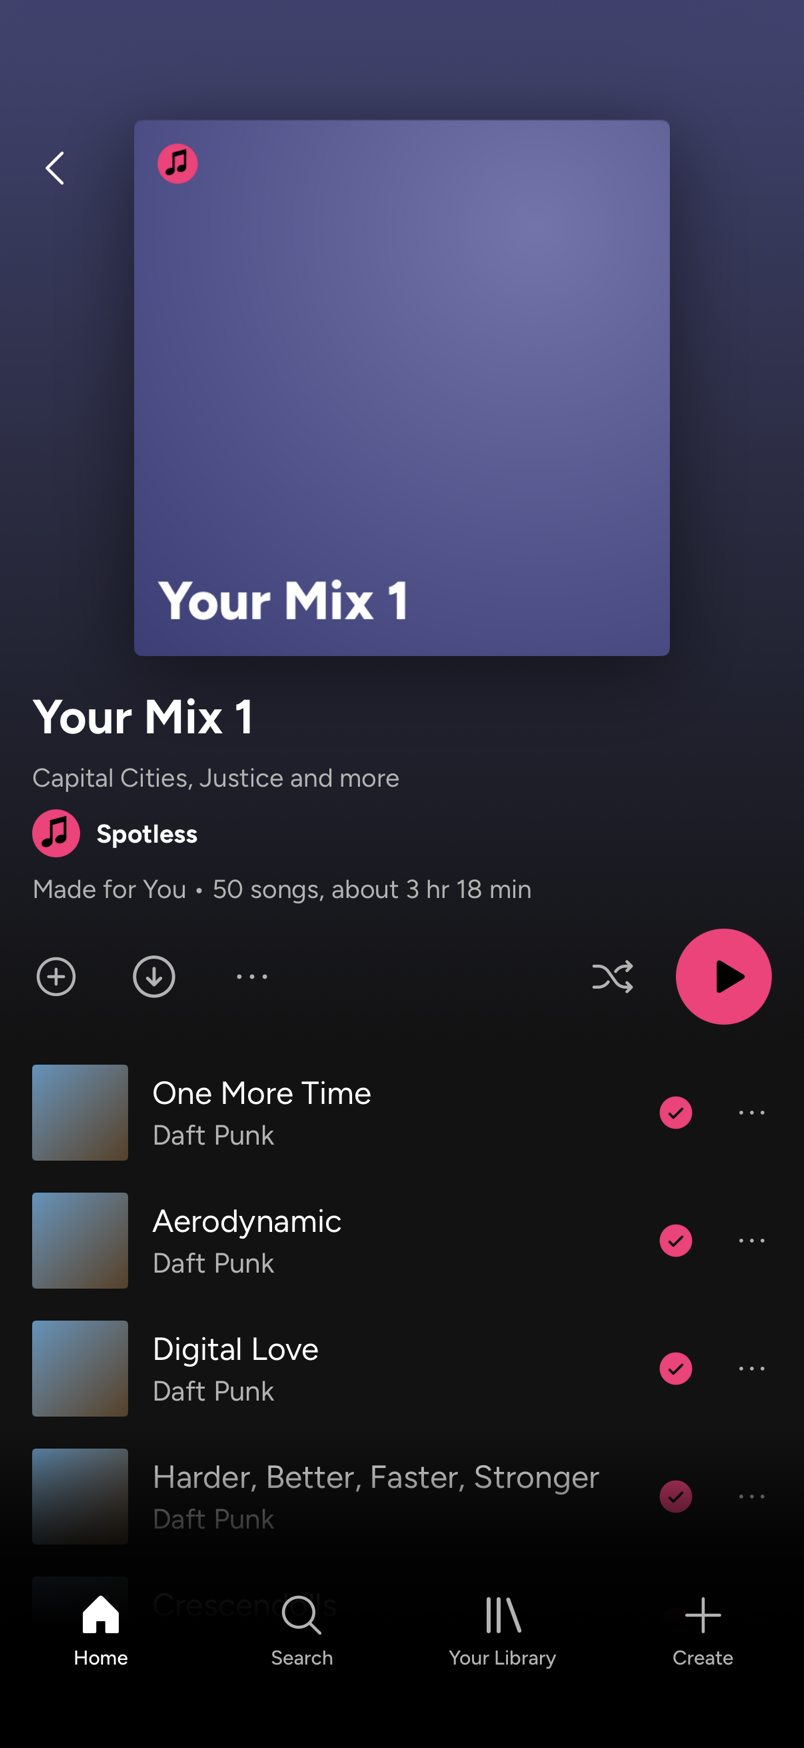 Your Mix 1
Your Mix 1
Capital Cities, Justice and more
Spotless
Made for You • 50 songs, about 3 hr 18 min
One More Time
Daft Punk
Aerodynamic
Daft Punk
Digital Love
Daft Punk
Harder, Better, Faster, Stronger
Daft Punk
Crescendolls
Home
Search
Your Library
Create